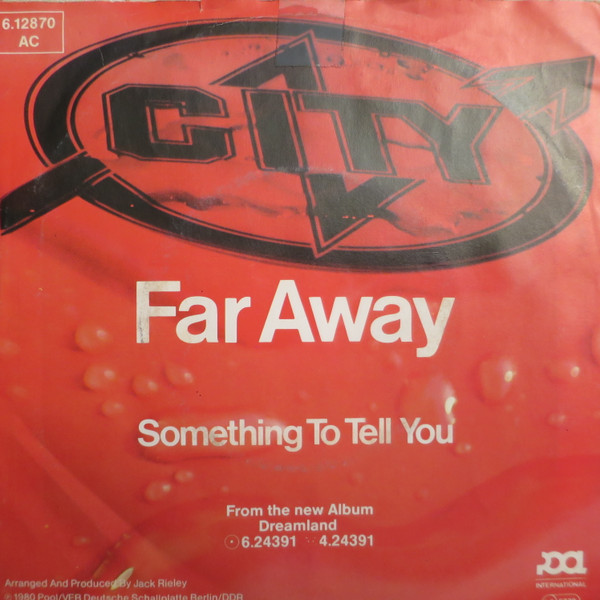 6.12870
AC
CITY
Far Away
Something To Tell You
From the new Album
Dreamland
6.24391 4.24391
pool
INTERNATIONAL
Arranged And Produced By Jack Rieley
℗ 1980 Pool/VEB Deutsche Schallplatte Berlin/DDR